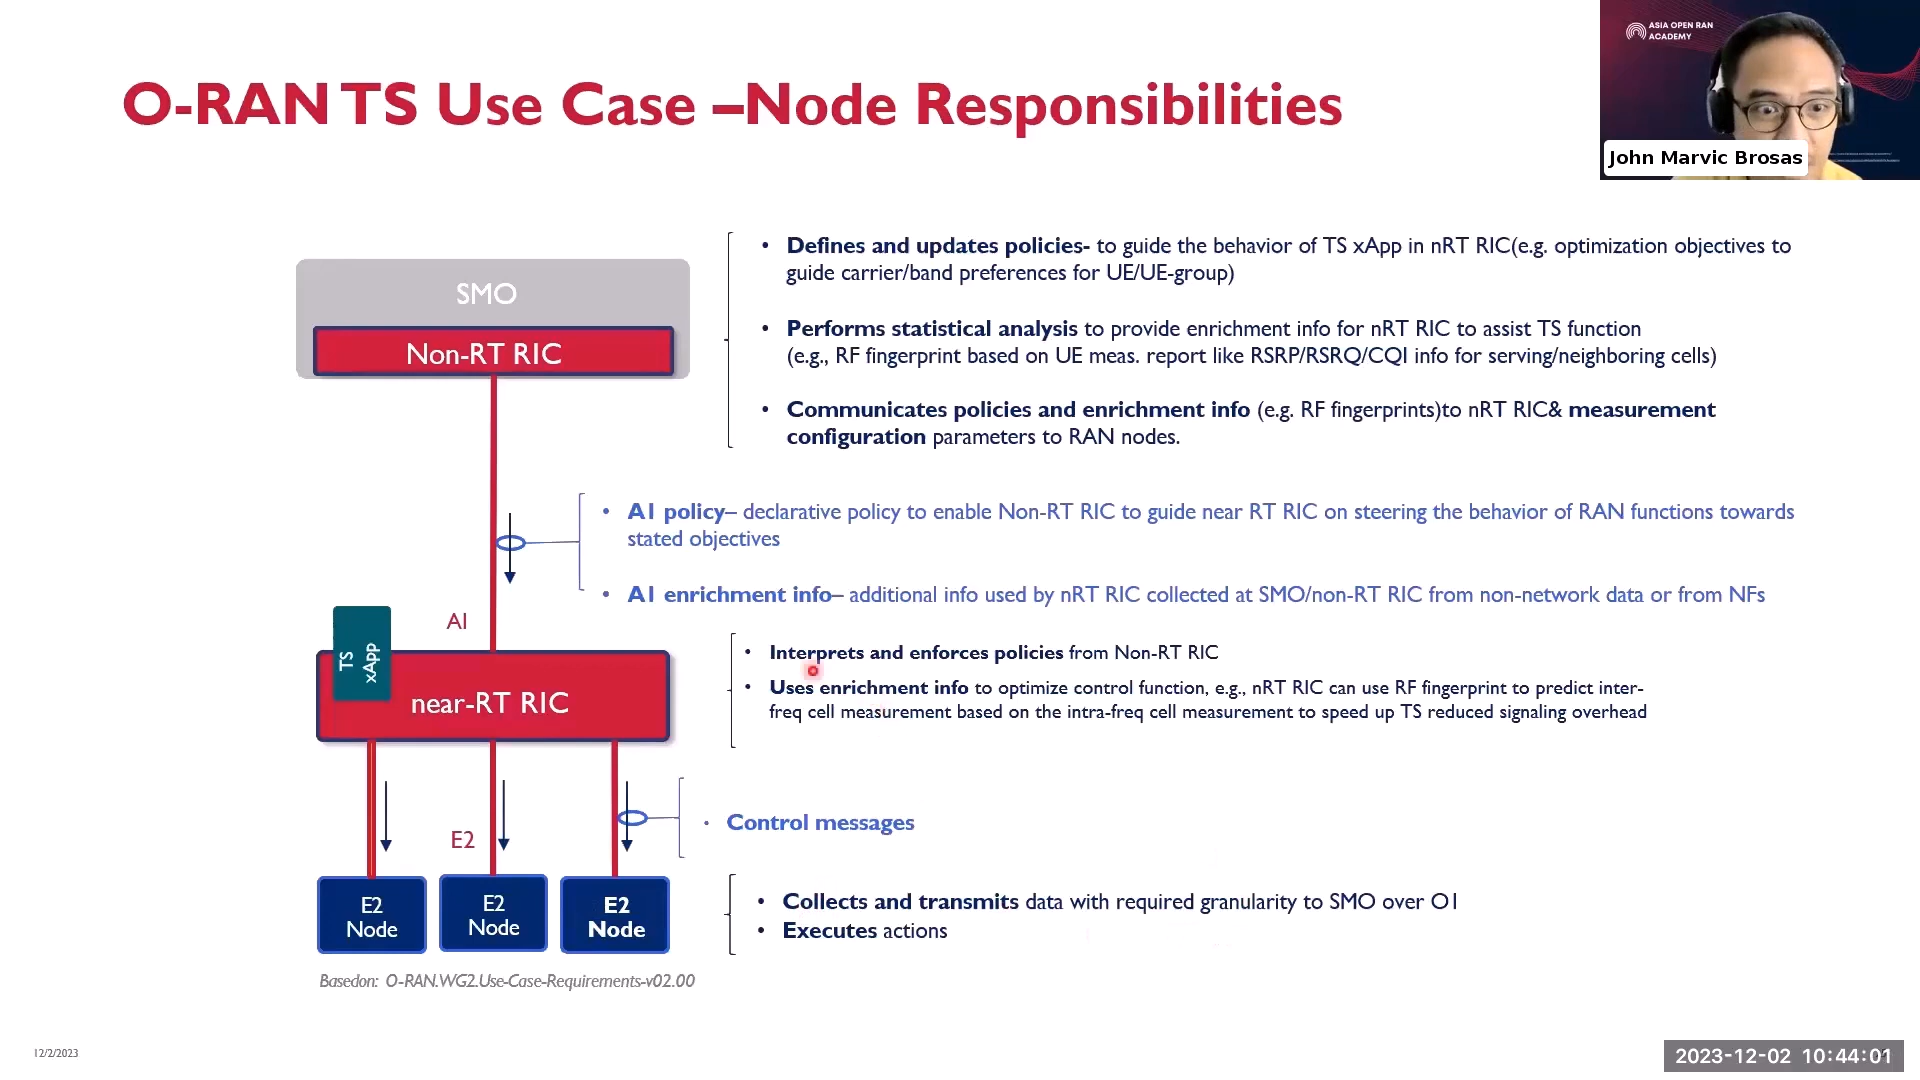 ASIA OPEN RAN
ACADEMY
John Marvic Brosas
O-RAN TS Use Case –Node Responsibilities
SMO
Non-RT RIC
• Defines and updates policies- to guide the behavior of TS xApp in nRT RIC(e.g. optimization objectives to
guide carrier/band preferences for UE/UE-group)
• Performs statistical analysis to provide enrichment info for nRT RIC to assist TS function
(e.g., RF fingerprint based on UE meas. report like RSRP/RSRQ/CQI info for serving/neighboring cells)
• Communicates policies and enrichment info (e.g. RF fingerprints)to nRT RIC& measurement
configuration parameters to RAN nodes.
• A1 policy– declarative policy to enable Non-RT RIC to guide near RT RIC on steering the behavior of RAN functions towards
stated objectives
• A1 enrichment info– additional info used by nRT RIC collected at SMO/non-RT RIC from non-network data or from NFs
A1
TS
xApp
near-RT RIC
• Interprets and enforces policies from Non-RT RIC
• Uses enrichment info to optimize control function, e.g., nRT RIC can use RF fingerprint to predict inter-
freq cell measurement based on the intra-freq cell measurement to speed up TS reduced signaling overhead
E2
• Control messages
E2
Node
E2
Node
E2
Node
• Collects and transmits data with required granularity to SMO over O1
• Executes actions
Basedon: O-RAN.WG2.Use-Case-Requirements-v02.00
12/2/2023
2023-12-02 10:44:01